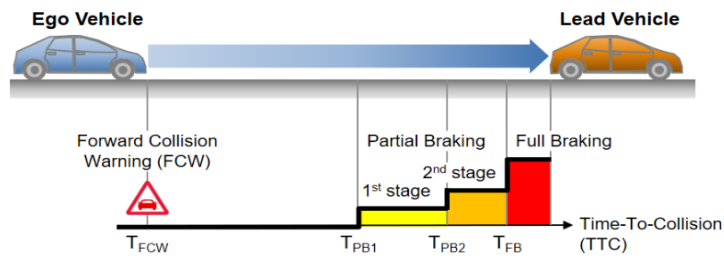 Ego Vehicle
Lead Vehicle
Forward Collision
Warning (FCW)
Partial Braking
Full Braking
1st stage
2nd stage
TFCW
TPB1
TPB2
TFB
Time-To-Collision
(TTC)